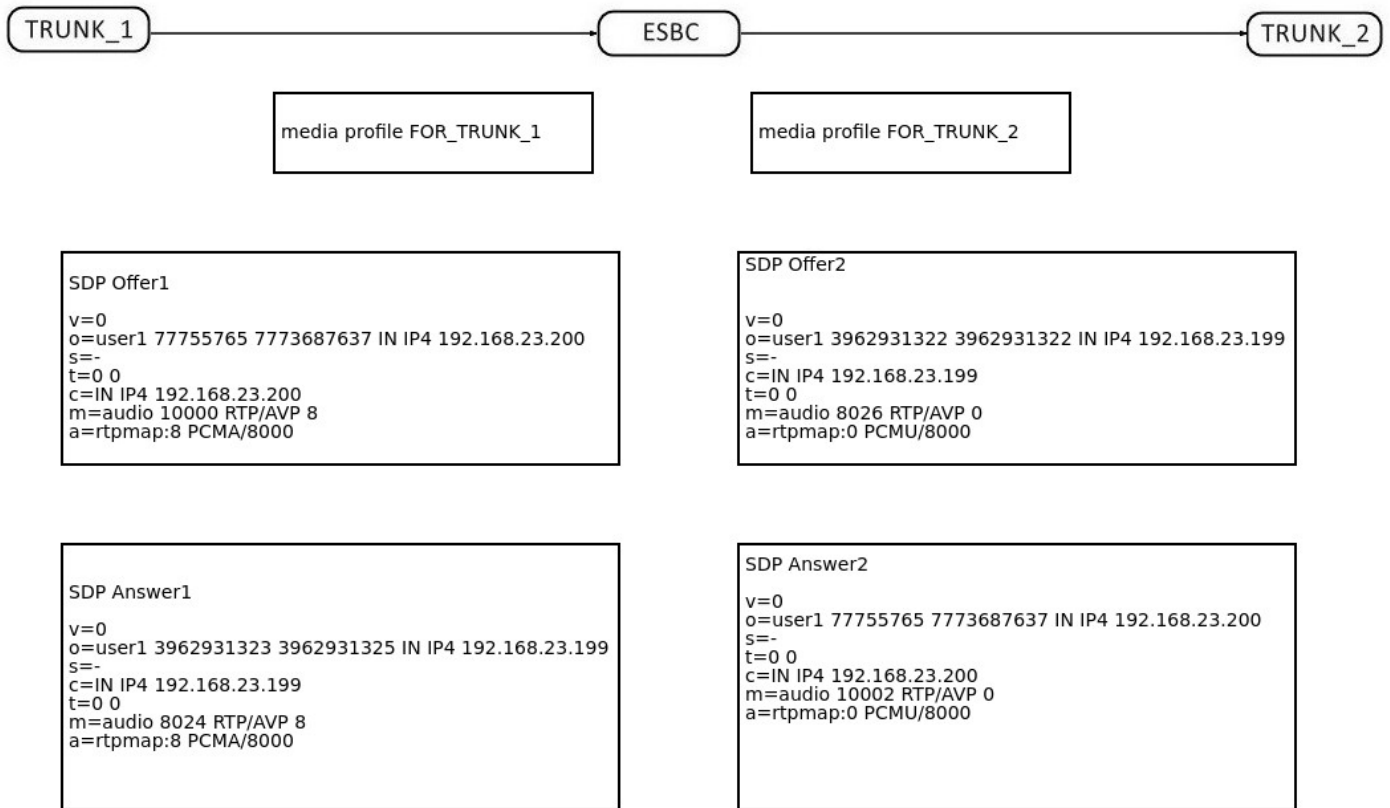 TRUNK_1
ESBC
TRUNK_2
media profile FOR_TRUNK_1
media profile FOR_TRUNK_2
SDP Offer1
v=0
o=user1 77755765 7773687637 IN IP4 192.168.23.200
s=-
t=0 0
c=IN IP4 192.168.23.200
m=audio 10000 RTP/AVP 8
a=rtpmap:8 PCMA/8000
SDP Offer2
v=0
o=user1 3962931322 3962931322 IN IP4 192.168.23.199
s=-
c=IN IP4 192.168.23.199
t=0 0
m=audio 8026 RTP/AVP 0
a=rtpmap:0 PCMU/8000
SDP Answer1
v=0
o=user1 3962931323 3962931325 IN IP4 192.168.23.199
s=-
c=IN IP4 192.168.23.199
t=0 0
m=audio 8024 RTP/AVP 8
a=rtpmap:8 PCMA/8000
SDP Answer2
v=0
o=user1 77755765 7773687637 IN IP4 192.168.23.200
s=-
t=0 0
c=IN IP4 192.168.23.200
m=audio 10002 RTP/AVP 0
a=rtpmap:0 PCMU/8000